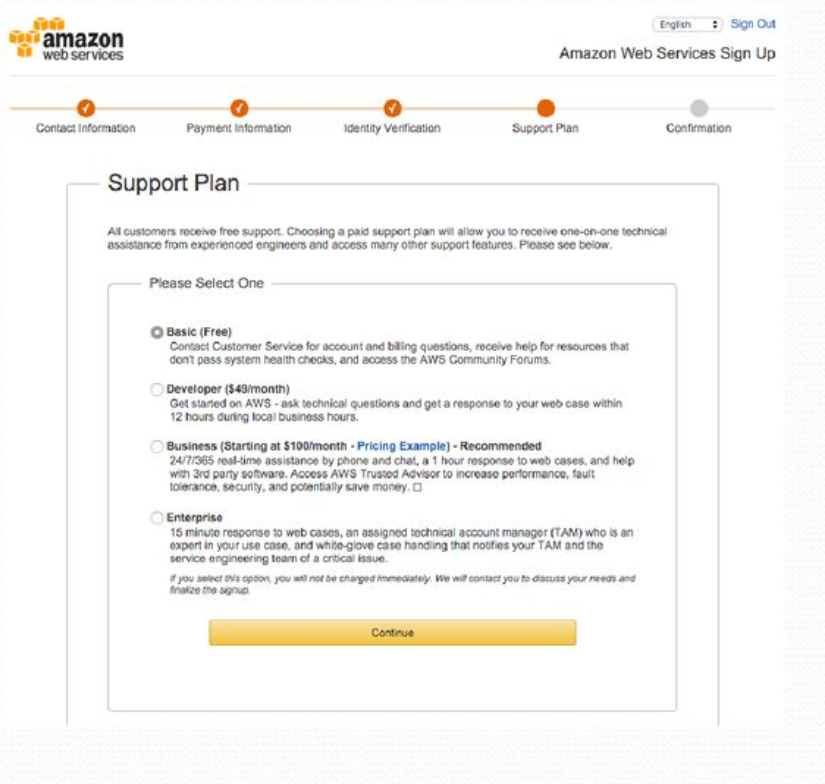 English
Sign Out
amazon
web services
Amazon Web Services Sign Up
Contact Information
Payment Information
Identity Verification
Support Plan
Confirmation
Support Plan
All customers receive free support. Choosing a paid support plan will allow you to receive one-on-one technical
assistance from experienced engineers and access many other support features. Please see below.
Please Select One
Basic (Free)
Contact Customer Service for account and billing questions, receive help for resources that
don't pass system health checks, and access the AWS Community Forums.
Developer ($49/month)
Get started on AWS - ask technical questions and get a response to your web case within
12 hours during local business hours.
Business (Starting at $100/month - Pricing Example) - Recommended
24/7/365 real-time assistance by phone and chat, a 1 hour response to web cases, and help
with 3rd party software. Access AWS Trusted Advisor to increase performance, fault
tolerance, security, and potentially save money. □
Enterprise
15 minute response to web cases, an assigned technical account manager (TAM) who is an
expert in your use case, and white-glove case handling that notifies your TAM and the
service engineering team of a critical issue.
If you select this option, you will not be charged immediately. We will contact you to discuss your needs and
finalize the signup.
Continue